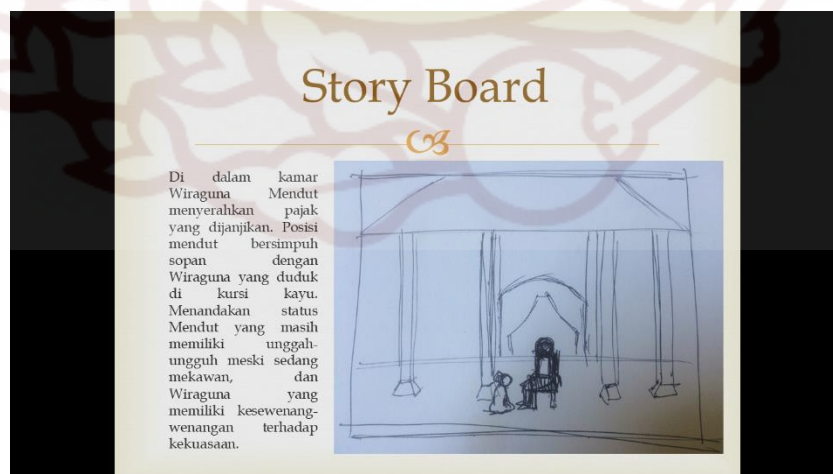 Story Board
Di dalam kamar
Wiraguna Mendut
menyerahkan pajak
yang dijanjikan. Posisi
mendut bersimpuh
sopan dengan
Wiraguna yang duduk
di kursi kayu.
Menandakan status
Mendut yang masih
memiliki unggah-
ungguh meski sedang
mekawan, dan
Wiraguna yang
memiliki kesewenang-
wenangan terhadap
kekuasaan.